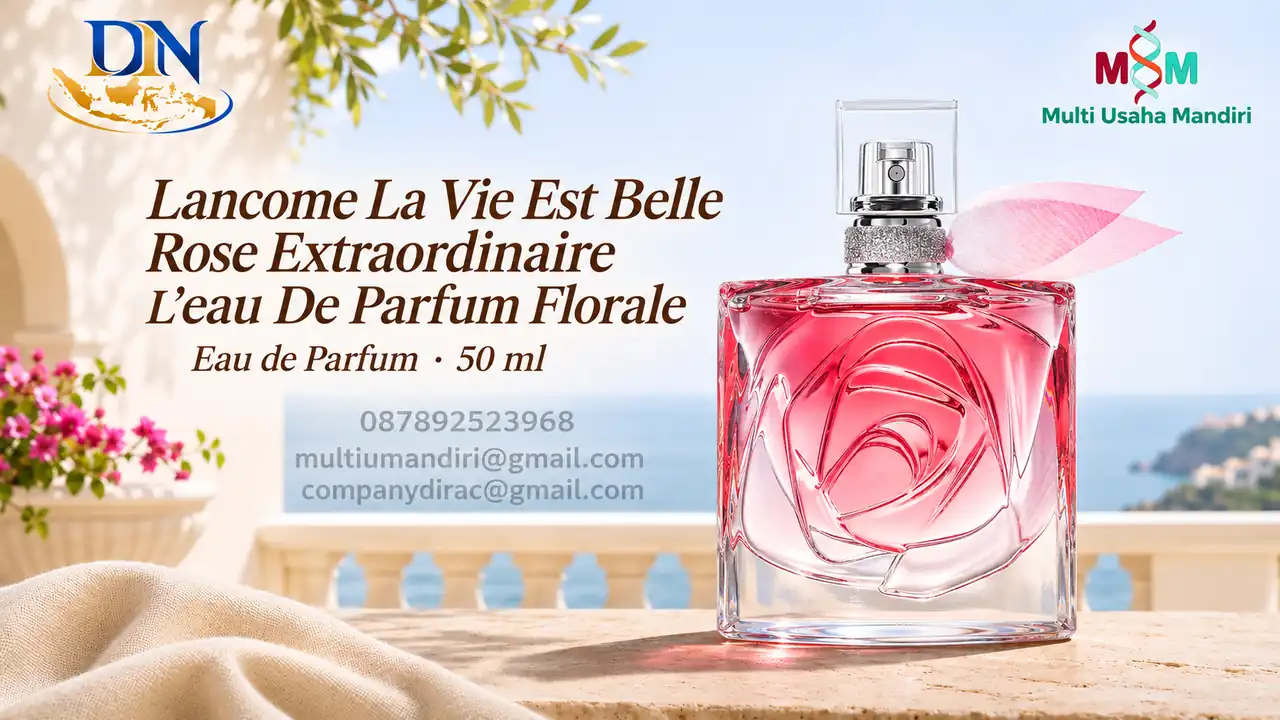 DN
MM
Multi Usaha Mandiri
Lancome La Vie Est Belle
Rose Extraordinaire
L'eau De Parfum Florale
Eau de Parfum · 50 ml
087892523968
multiumandiri@gmail.com
companydirac@gmail.com